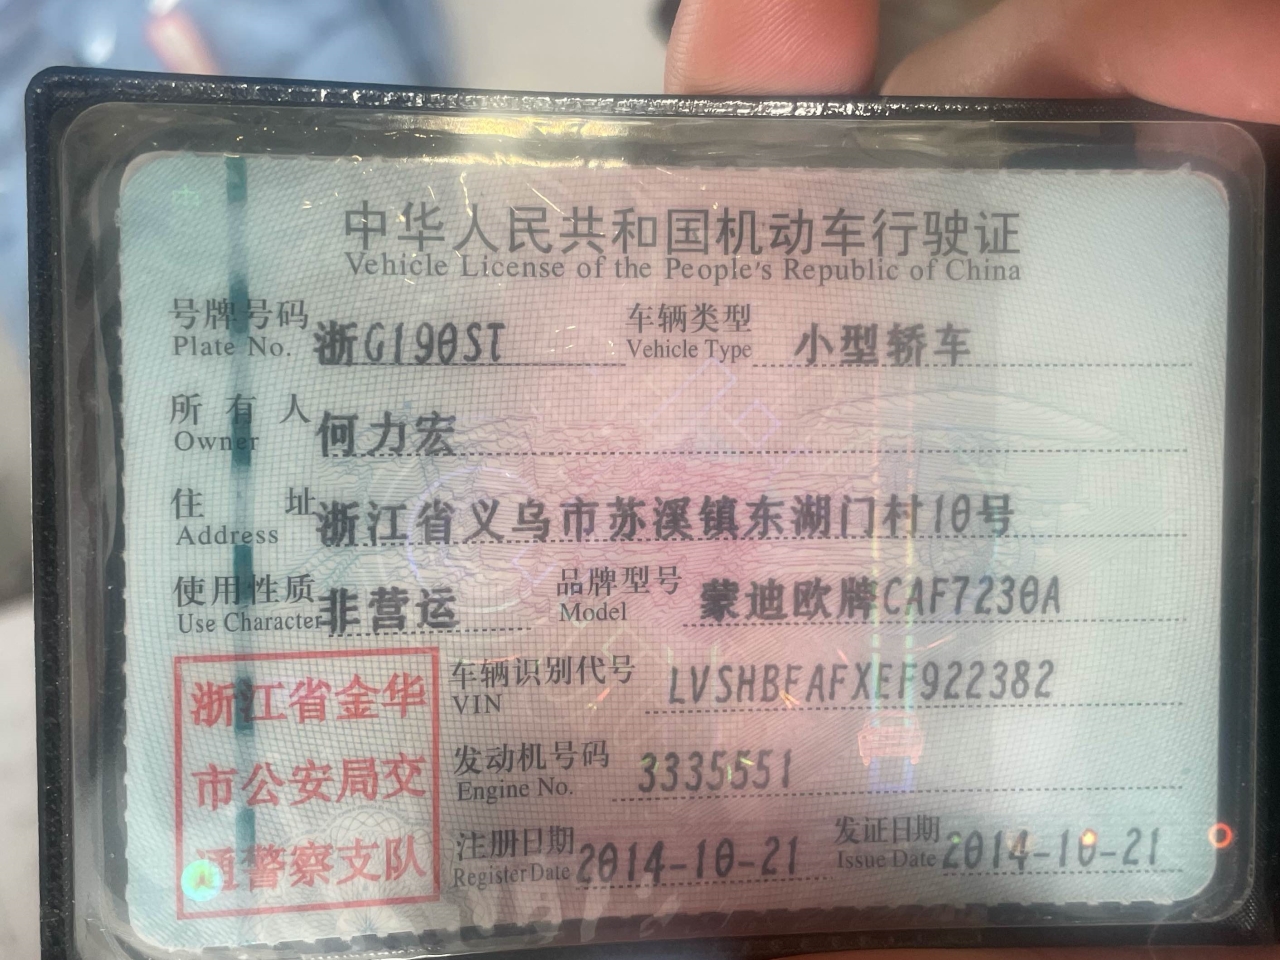 中华人民共和国机动车行驶证
Vehicle License of the People's Republic of China
号牌号码 浙G190ST 车辆类型 小型轿车
Plate No. Vehicle Type
所有人 何力宏
Owner
住址 浙江省义乌市苏溪镇东湖门村10号
Address
使用性质 非营运 品牌型号 蒙迪欧牌CAF7230A
Use Character Model
浙江省金华
市公安局交
通警察支队
车辆识别代号 LVSHBFAFXEF922382
VIN
发动机号码 3335551
Engine No.
注册日期 2014-10-21 发证日期 2014-10-21
Register Date Issue Date